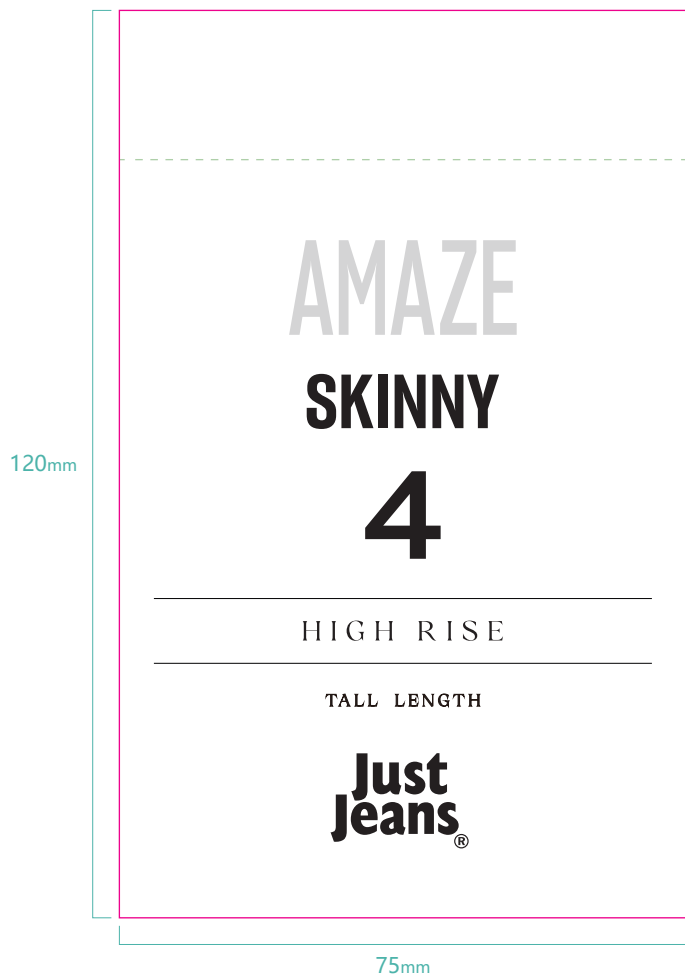 AMAZE
SKINNY
4
120mm
HIGH RISE
TALL LENGTH
Just
Jeans®
75mm